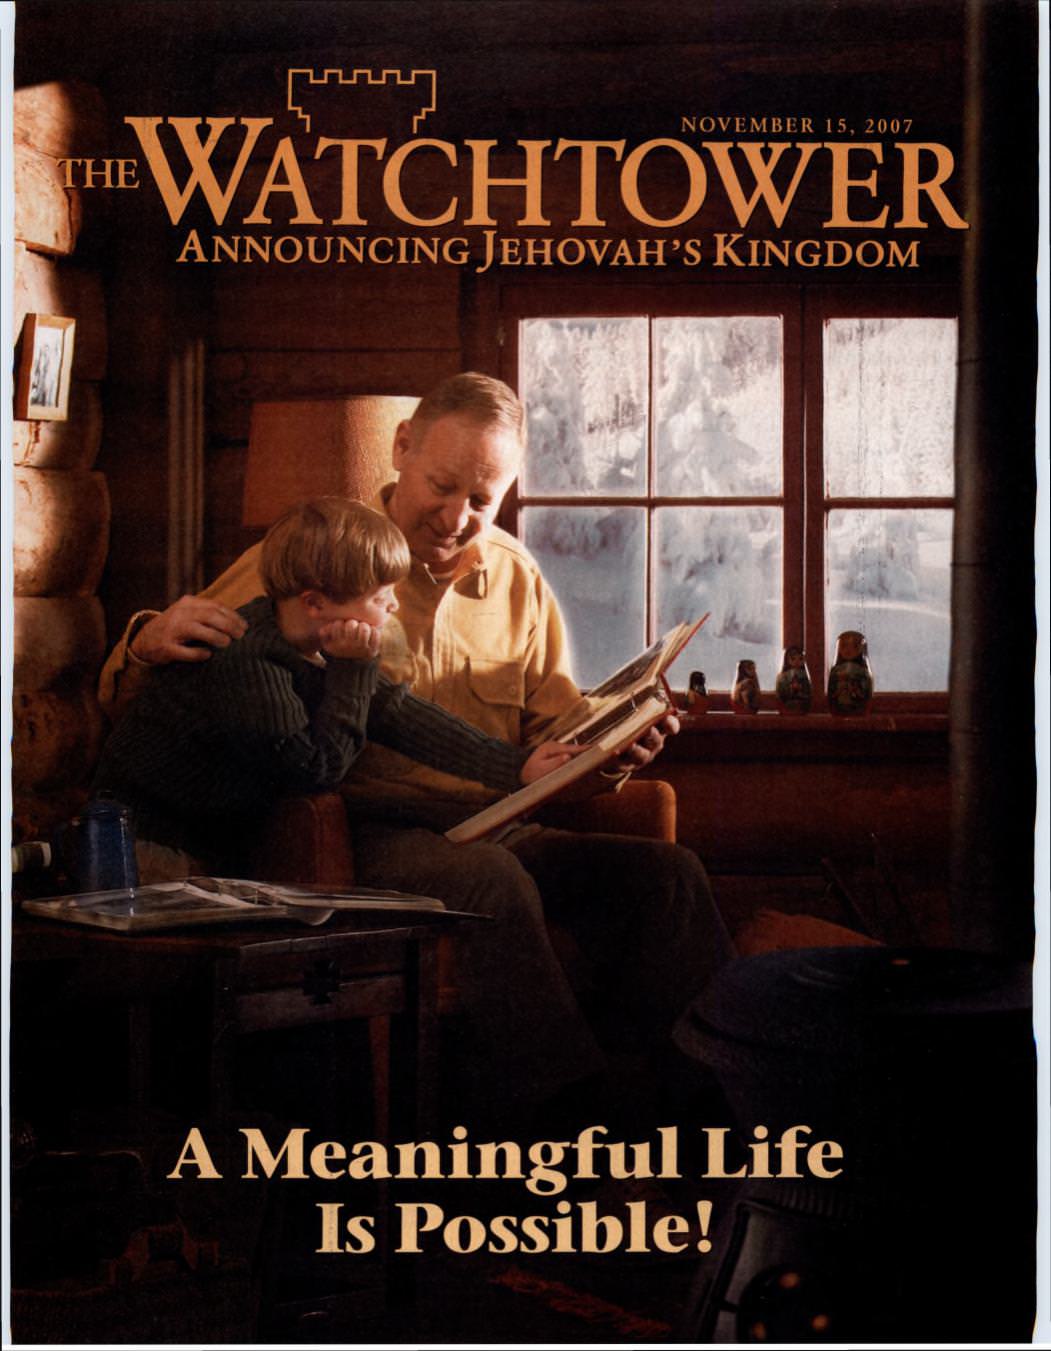 NOVEMBER 15, 2007
THE WATCHTOWER
ANNOUNCING JEHOVAH'S KINGDOM
A Meaningful Life
Is Possible!